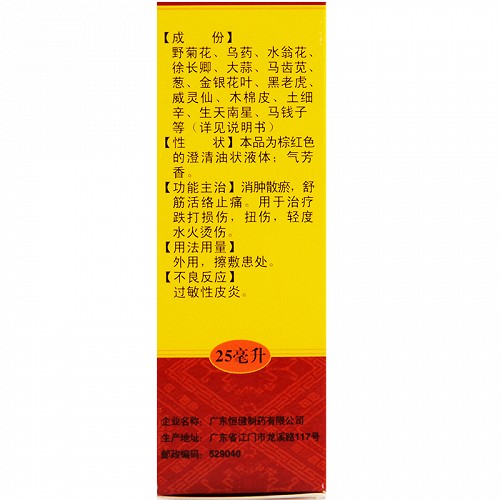 【成 份】
野菊花、乌药、水翁花、
徐长卿、大蒜、马齿苋、
葱、金银花叶、黑老虎、
威灵仙、木棉皮、土细
辛、生天南星、马钱子
等（详见说明书）
【性 状】本品为棕红色
的澄清油状液体；气芳
香。
【功能主治】消肿散瘀，舒
筋活络止痛。用于治疗
跌打损伤，扭伤，轻度
水火烫伤。
【用法用量】
外用，擦敷患处。
【不良反应】
过敏性皮炎。
25毫升
企业名称：广东恒健制药有限公司
生产地址：广东省江门市龙溪路117号
邮政编码：529040